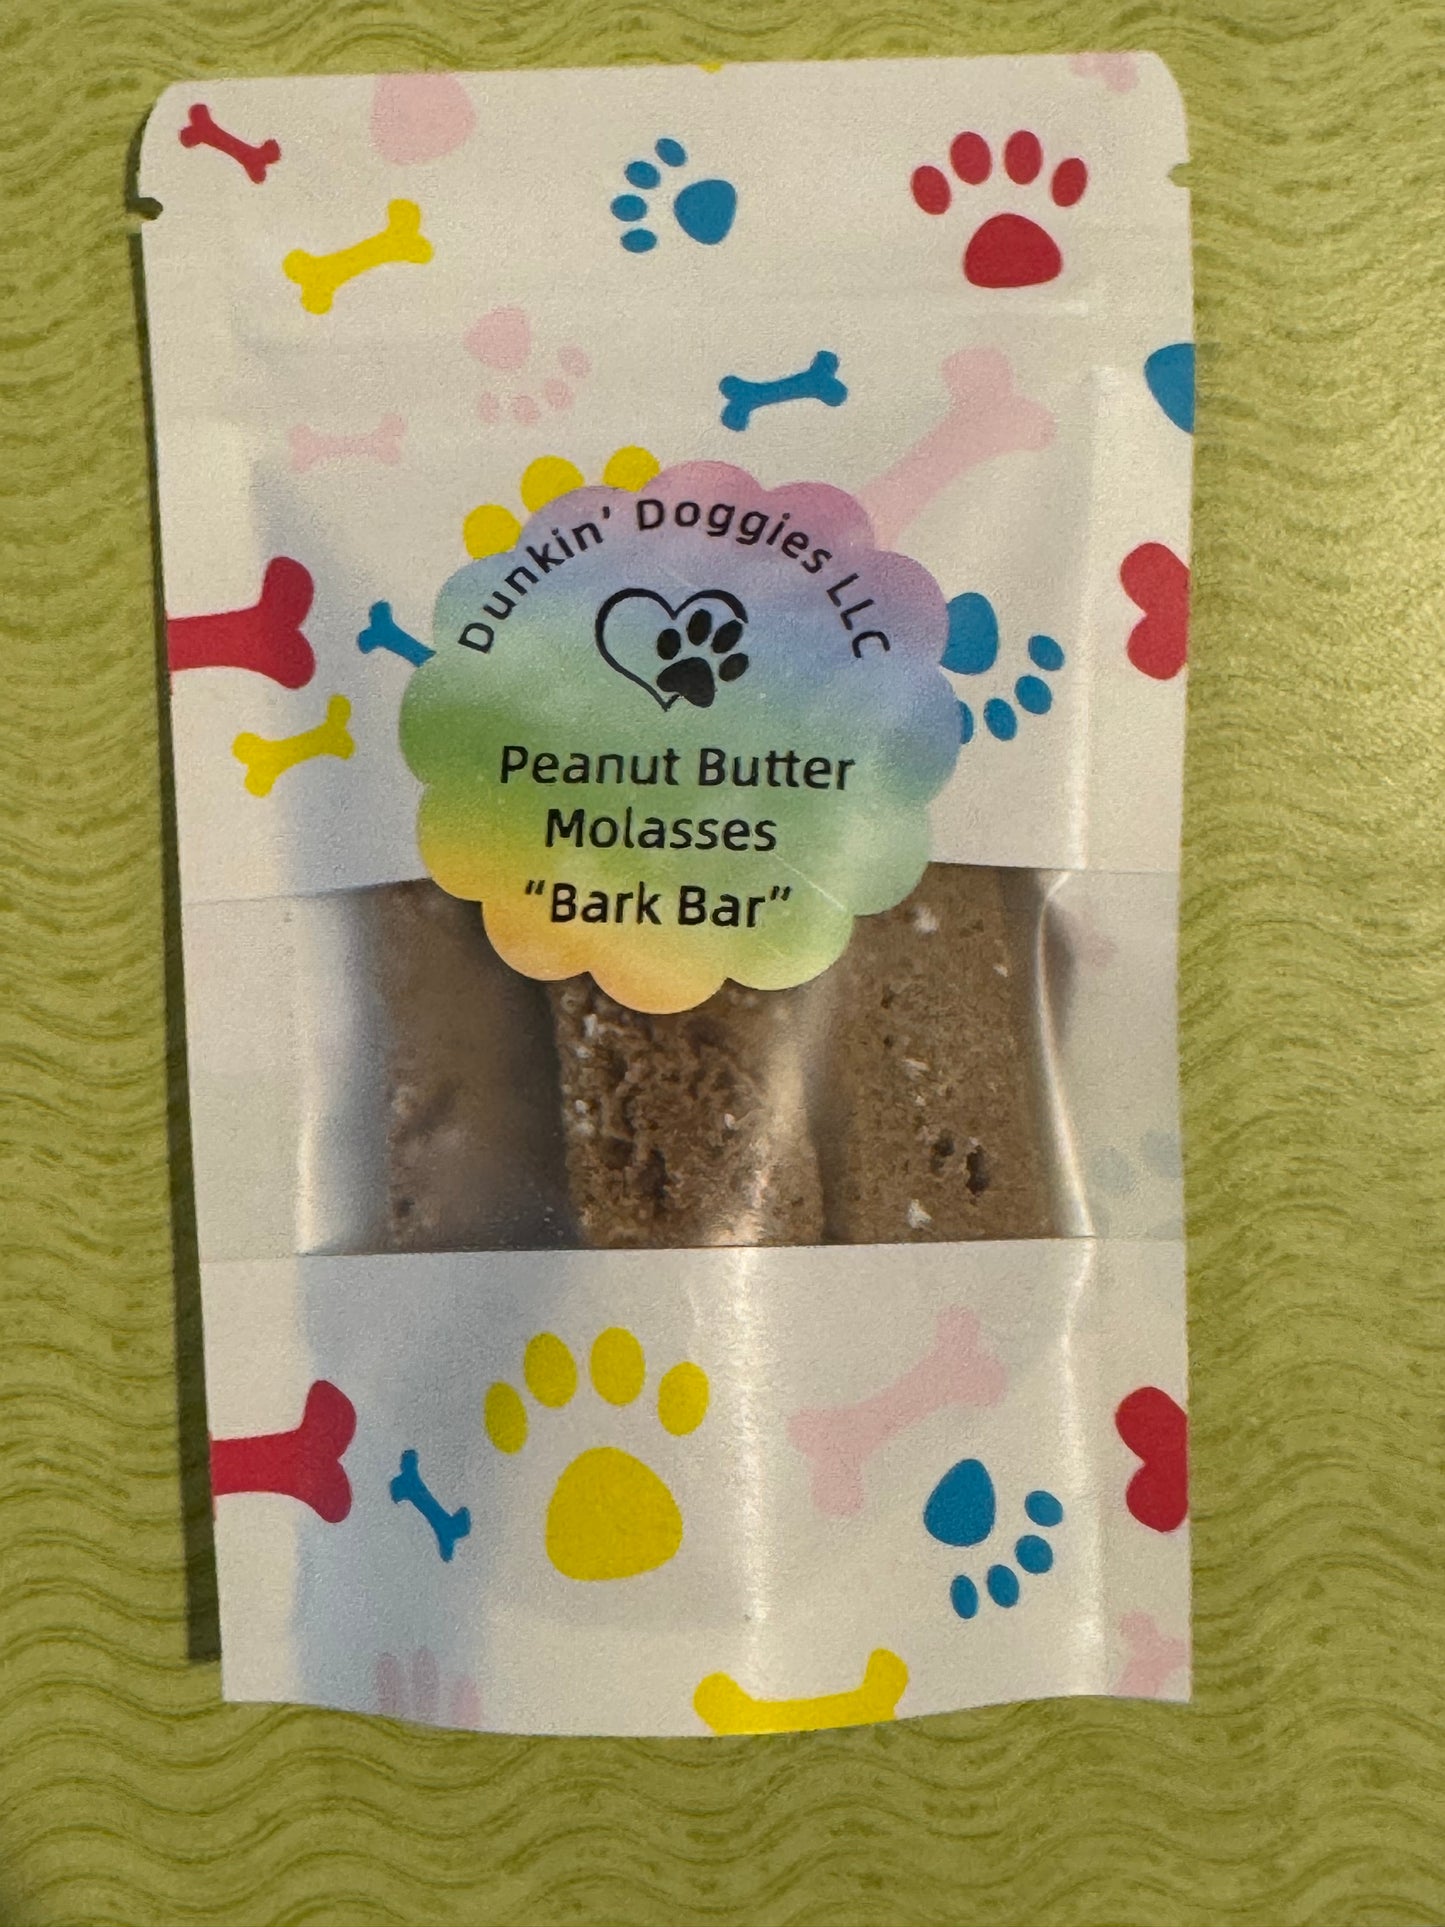 Dunkin' Doggies LLC
Peanut Butter
Molasses
“Bark Bar”